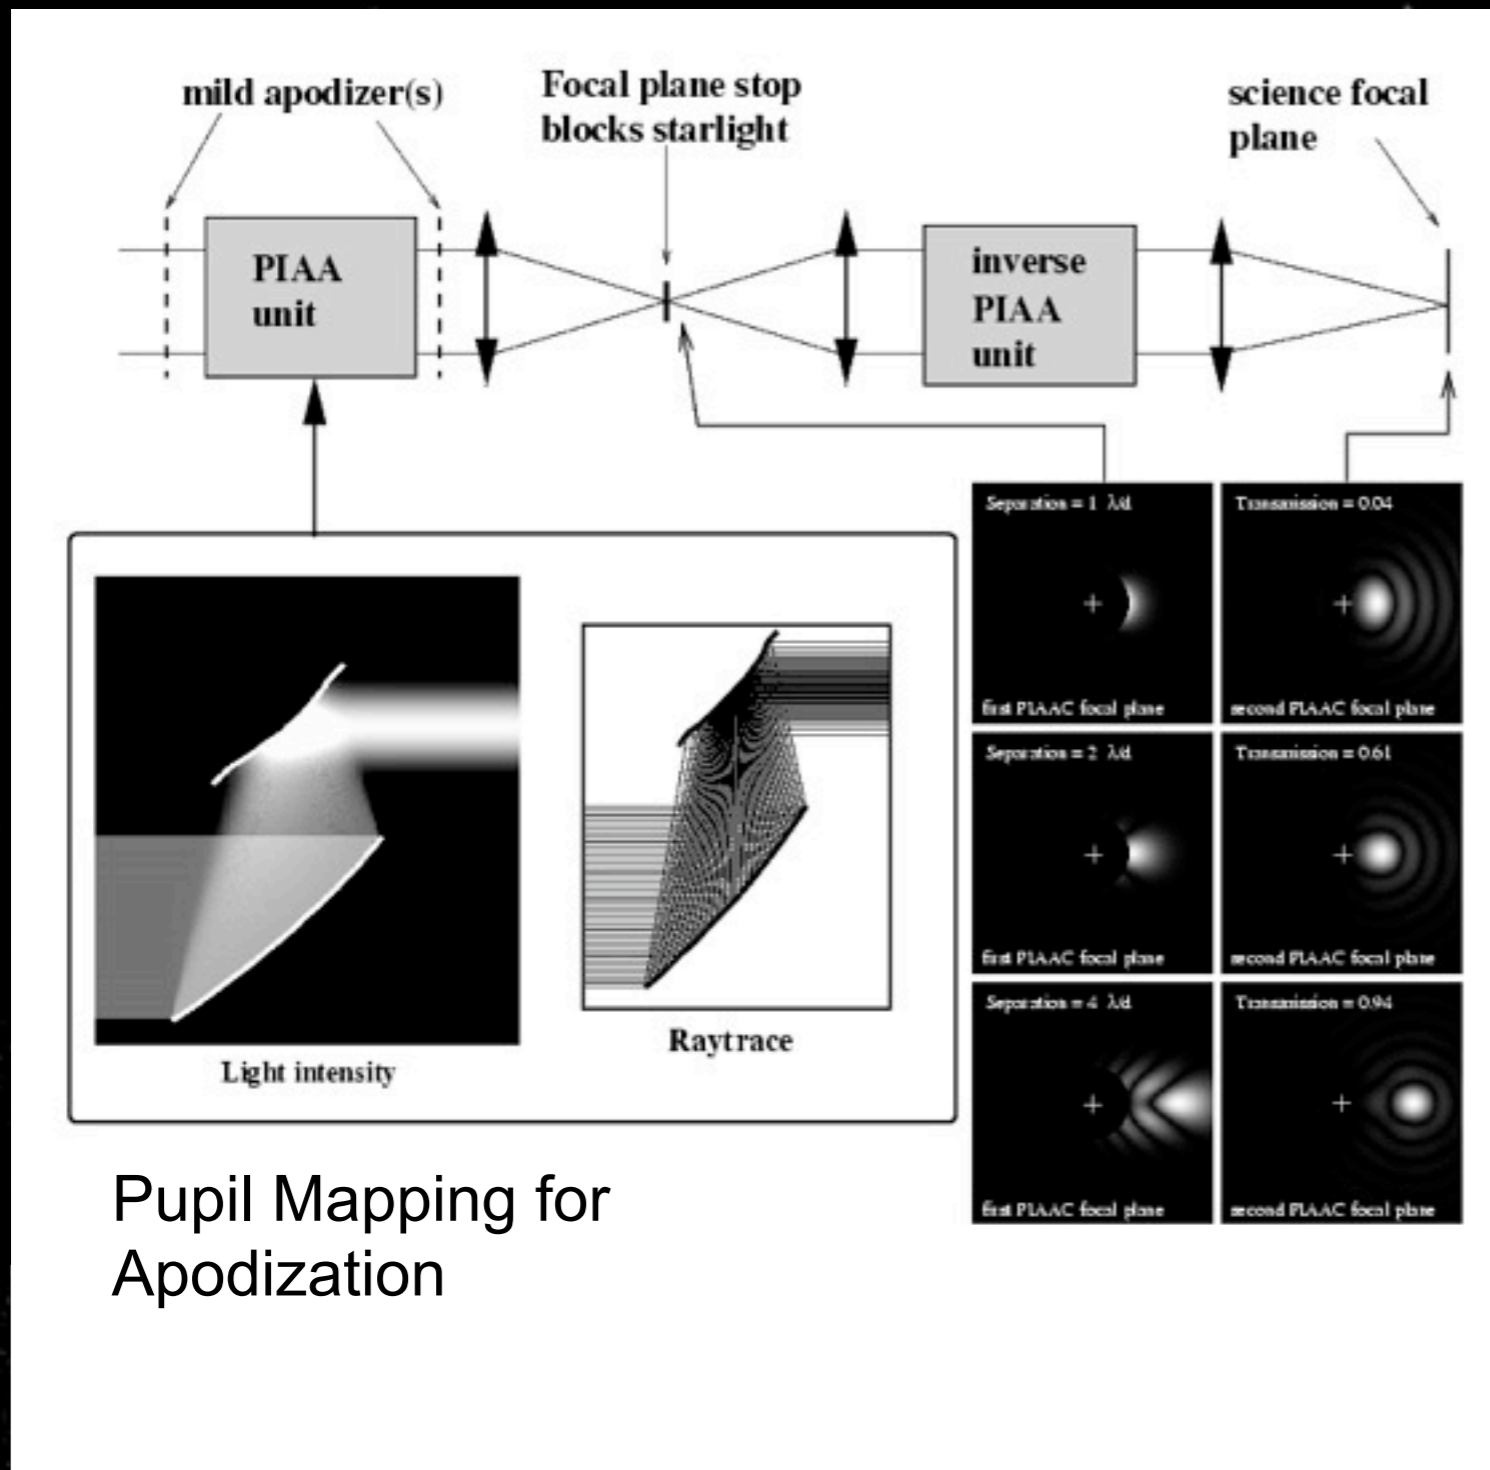 mild apodizer(s)
Focal plane stop
blocks starlight
science focal
plane
PIAA
unit
inverse
PIAA
unit
Separation = 1 λ/d
Transmission = 0.04
first PIAAC focal plane
second PIAAC focal plane
Separation = 2 λ/d
Transmission = 0.61
first PIAAC focal plane
second PIAAC focal plane
Separation = 4 λ/d
Transmission = 0.94
first PIAAC focal plane
second PIAAC focal plane
Light intensity
Raytrace
Pupil Mapping for
Apodization